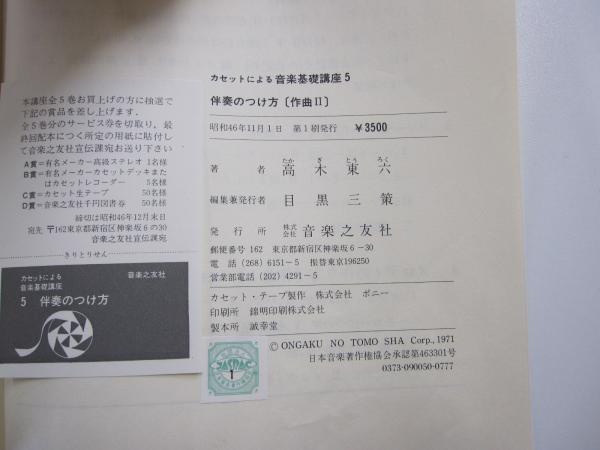 本講座全5巻お買上げの方に抽選で
下記の賞品を差し上げます.
全5巻分のサービス券を切取り, 最
終回配本につく所定の用紙に貼付し
て音楽之友社宣伝課宛お送り下さい
A賞＝有名メーカー高級ステレオ 1名様
B賞＝有名メーカーカセットデッキまた
はカセットレコーダー 5名様
C賞＝カセット生テープ 50名様
D賞＝音楽之友社千円図書券 50名様
締切は昭和46年12月末日
宛先 〒162東京都新宿区神楽坂6−30
音楽之友社宣伝課
きりとりせん
カセットによる
音楽基礎講座
音楽之友社
5 伴奏のつけ方
カセットによる 音楽基礎講座 5
伴奏のつけ方〔作曲II〕
昭和46年11月1日 第1刷発行 ¥3500
著者 高木東六
たか ぎ とう ろく
編集兼発行者 目黒三策
発行所 株式会社 音楽之友社
郵便番号 162 東京都新宿区神楽坂6−30
電話 (268) 6151−5 振替東京196250
営業部電話 (202) 4291−5
カセット・テープ製作 株式会社 ポニー
印刷所 錦明印刷株式会社
製本所 誠幸堂
© ONGAKU NO TOMO SHA Corp., 1971
日本音楽著作権協会承認第463301号
0373-090050-0777
JASRAC
1